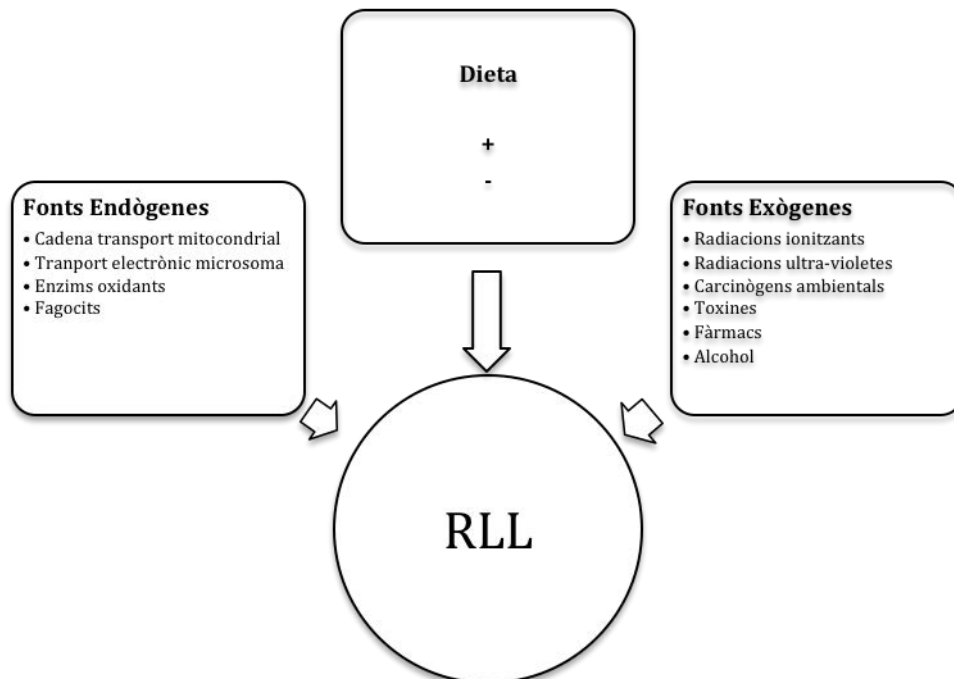 Dieta
+
-
Fonts Endògenes
• Cadena transport mitocondrial
• Tranport electrònic microsoma
• Enzims oxidants
• Fagocits
Fonts Exògenes
• Radiacions ionitzants
• Radiacions ultra-violetes
• Carcinògens ambientals
• Toxines
• Fàrmacs
• Alcohol
RLL